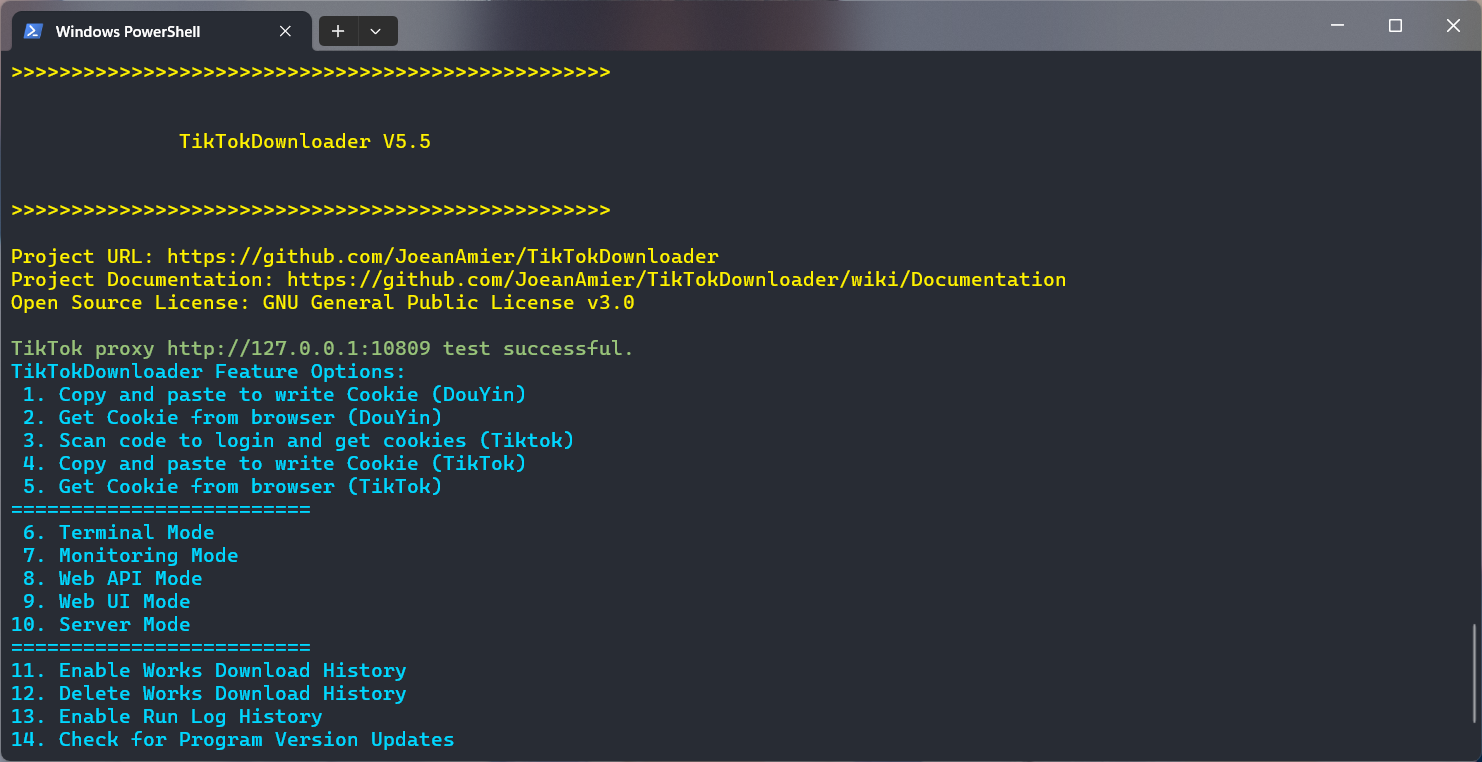 Windows PowerShell
>>>>>>>>>>>>>>>>>>>>>>>>>>>>>>>>>>>>>>>>>>>>>>>>>>
TikTokDownloader V5.5
>>>>>>>>>>>>>>>>>>>>>>>>>>>>>>>>>>>>>>>>>>>>>>>>>>
Project URL: https://github.com/JoeanAmier/TikTokDownloader
Project Documentation: https://github.com/JoeanAmier/TikTokDownloader/wiki/Documentation
Open Source License: GNU General Public License v3.0
TikTok proxy http://127.0.0.1:10809 test successful.
TikTokDownloader Feature Options:
1. Copy and paste to write Cookie (DouYin)
2. Get Cookie from browser (DouYin)
3. Scan code to login and get cookies (Tiktok)
4. Copy and paste to write Cookie (TikTok)
5. Get Cookie from browser (TikTok)
=========================
6. Terminal Mode
7. Monitoring Mode
8. Web API Mode
9. Web UI Mode
10. Server Mode
=========================
11. Enable Works Download History
12. Delete Works Download History
13. Enable Run Log History
14. Check for Program Version Updates